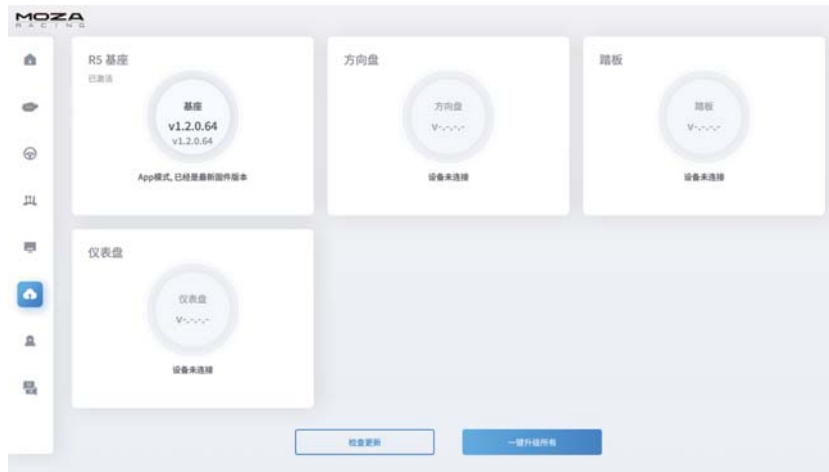 MOZA
RACING
R5 基座
已激活
基座
v1.2.0.64
v1.2.0.64
App模式, 已经是最新固件版本
方向盘
方向盘
v-.-.-.-
设备未连接
踏板
踏板
v-.-.-.-
设备未连接
仪表盘
仪表盘
v-.-.-.-
设备未连接
检查更新
一键升级所有